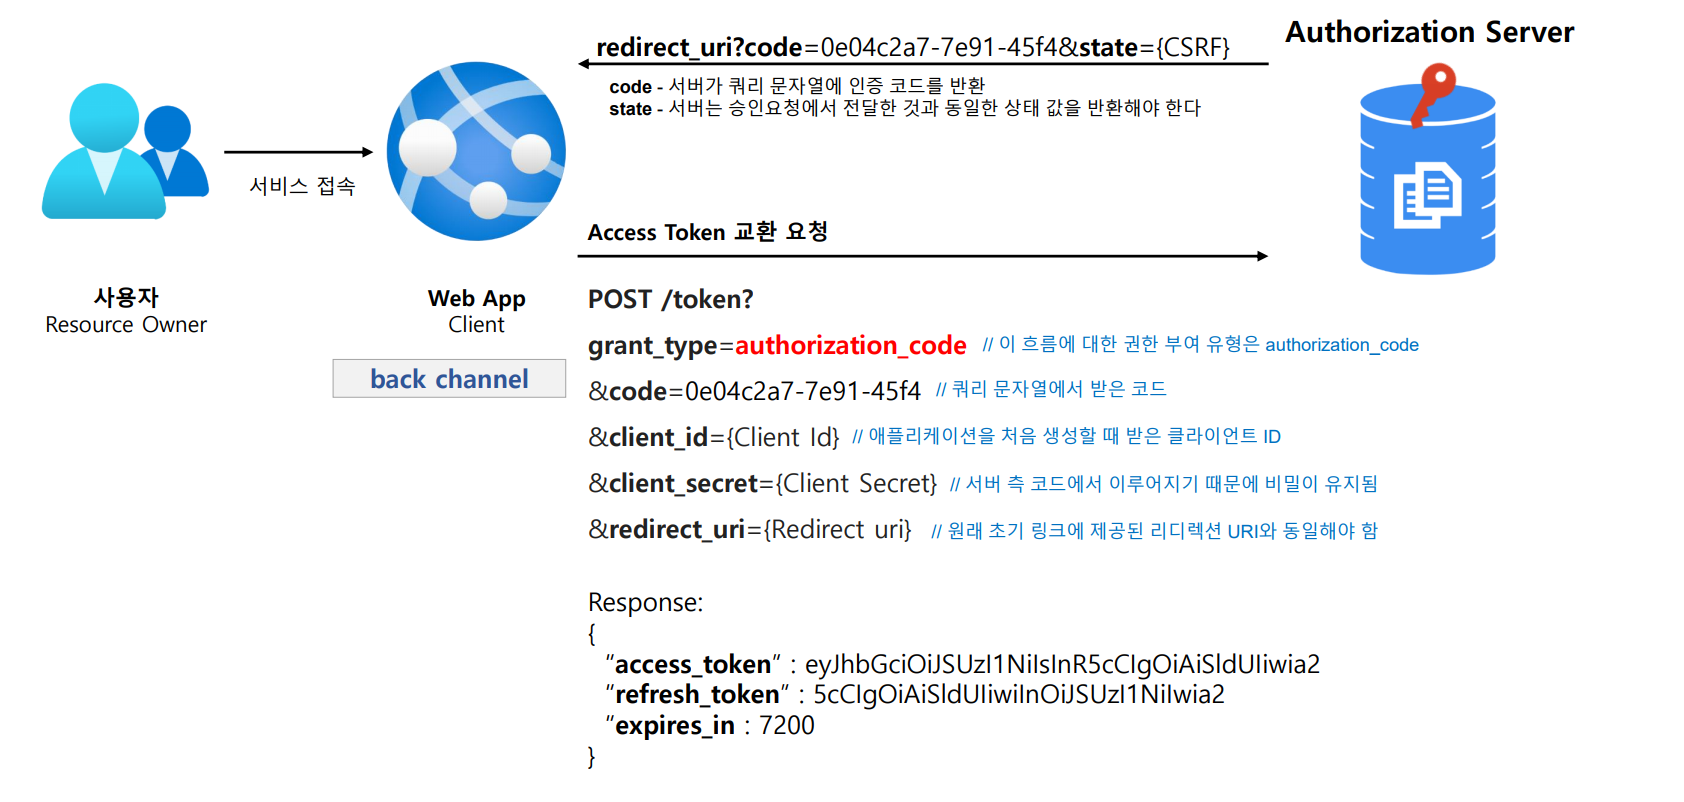 Authorization Server
redirect_uri?code=0e04c2a7-7e91-45f4&state={CSRF}
code - 서버가 쿼리 문자열에 인증 코드를 반환
state - 서버는 승인요청에서 전달한 것과 동일한 상태 값을 반환해야 한다
서비스 접속
Access Token 교환 요청
사용자
Resource Owner
Web App
Client
back channel
POST /token?
grant_type=authorization_code // 이 흐름에 대한 권한 부여 유형은 authorization_code
&code=0e04c2a7-7e91-45f4 // 쿼리 문자열에서 받은 코드
&client_id={Client Id} // 애플리케이션을 처음 생성할 때 받은 클라이언트 ID
&client_secret={Client Secret} // 서버 측 코드에서 이루어지기 때문에 비밀이 유지됨
&redirect_uri={Redirect uri} // 원래 초기 링크에 제공된 리디렉션 URI와 동일해야 함
Response:
{
“access_token” : eyJhbGciOiJSUzI1NiIsInR5cCIgOiAiSldUIiwia2
“refresh_token” : 5cCIgOiAiSldUIiwiInOiJSUzI1NiIwia2
“expires_in : 7200
}